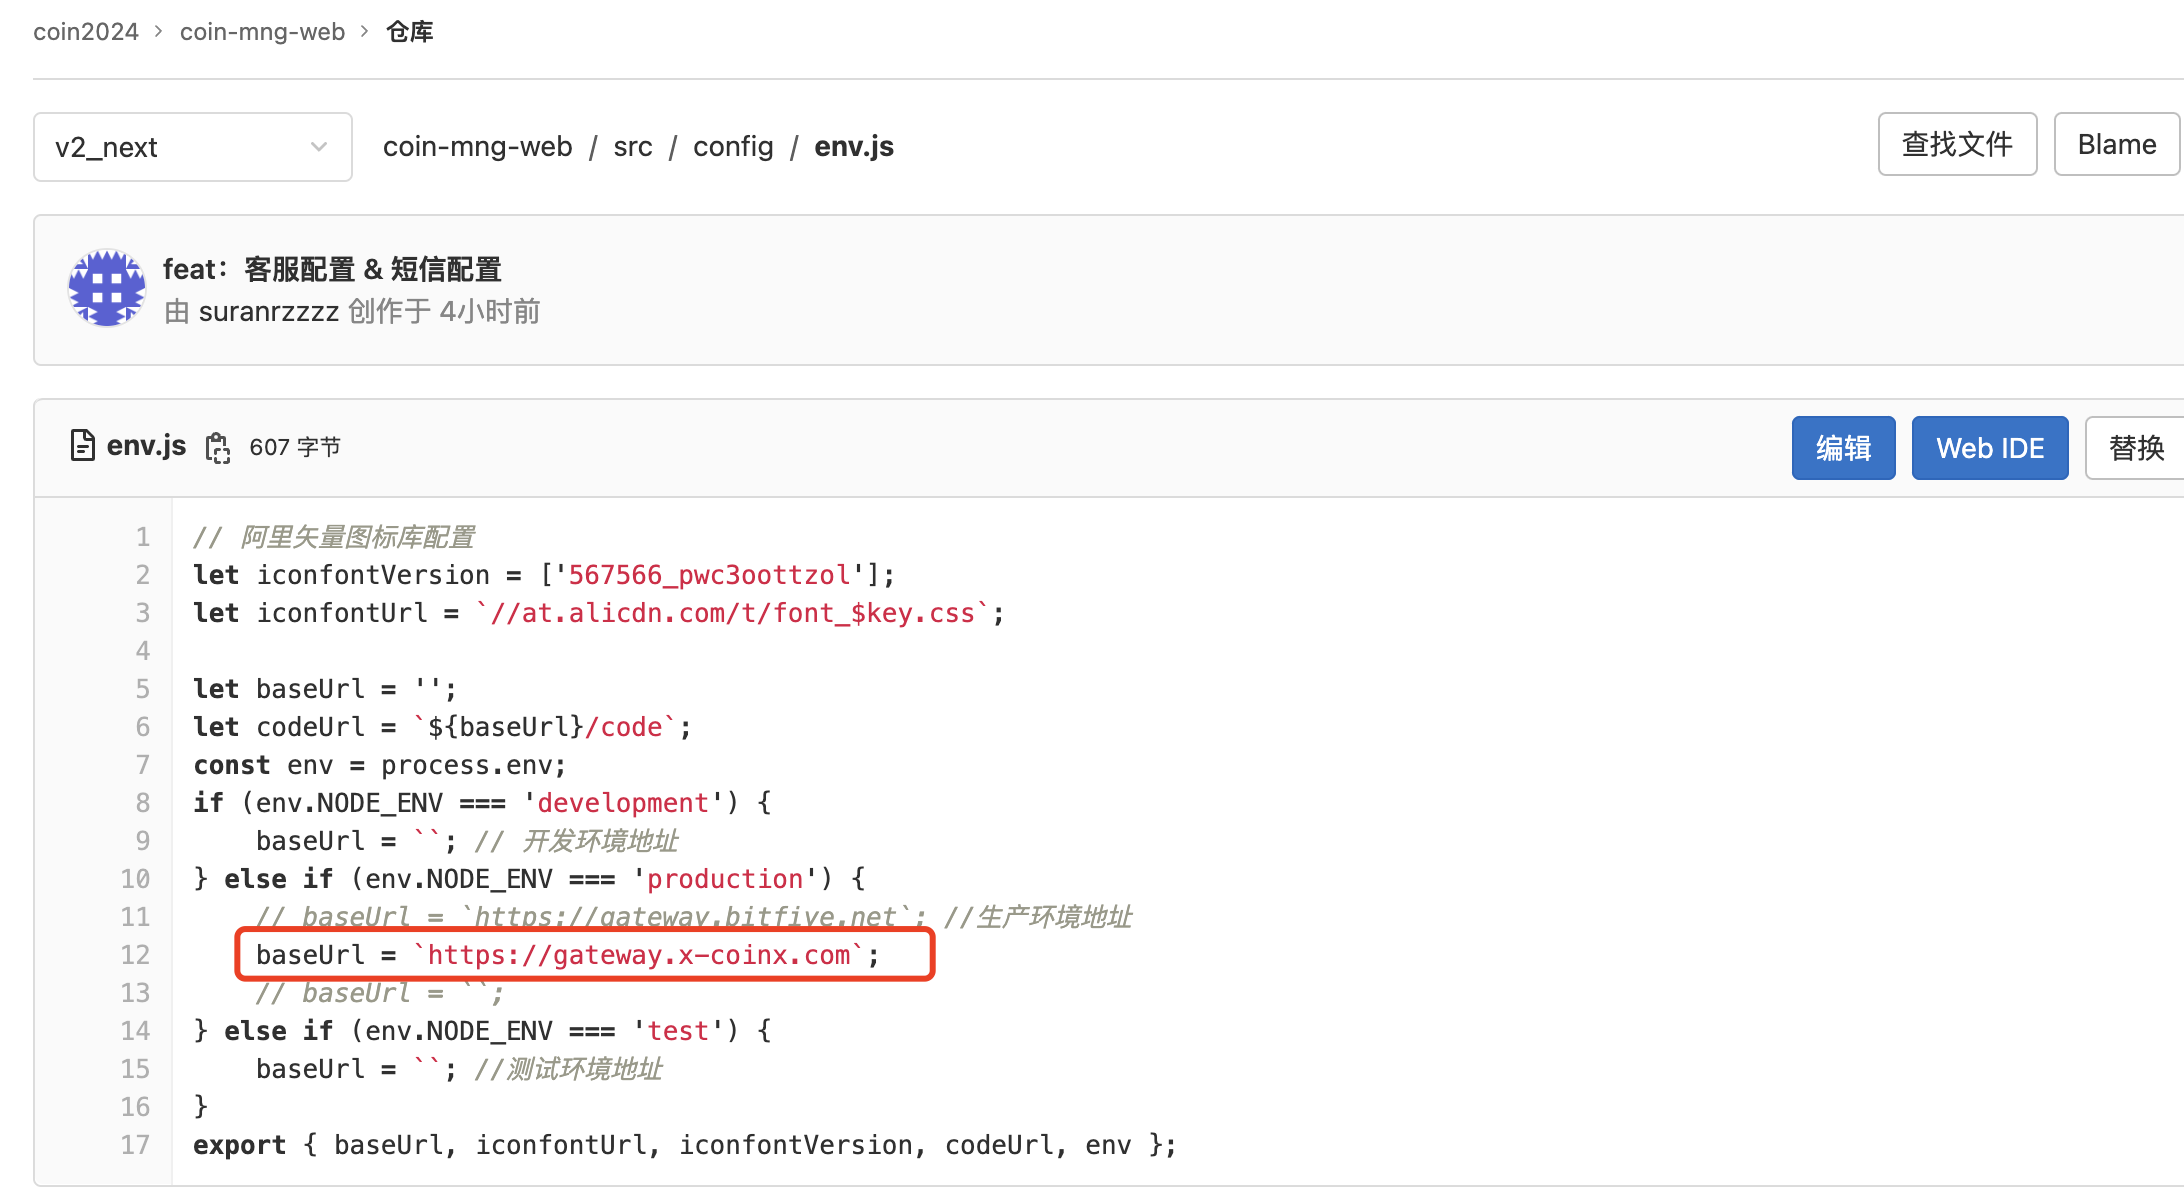 coin2024 > coin-mng-web > 仓库
v2_next coin-mng-web / src / config / env.js 查找文件 Blame
feat：客服配置 & 短信配置
由 suranrzzzz 创作于 4小时前
env.js 607 字节 编辑 Web IDE 替换
1 // 阿里矢量图标库配置
2 let iconfontVersion = ['567566_pwc3oottzol'];
3 let iconfontUrl = `//at.alicdn.com/t/font_$key.css`;
4
5 let baseUrl = '';
6 let codeUrl = `${baseUrl}/code`;
7 const env = process.env;
8 if (env.NODE_ENV === 'development') {
9     baseUrl = ``; // 开发环境地址
10 } else if (env.NODE_ENV === 'production') {
11     // baseUrl = `https://gateway.bitfive.net`; //生产环境地址
12     baseUrl = `https://gateway.x-coinx.com`;
13     // baseUrl = ``;
14 } else if (env.NODE_ENV === 'test') {
15     baseUrl = ``; //测试环境地址
16 }
17 export { baseUrl, iconfontUrl, iconfontVersion, codeUrl, env };